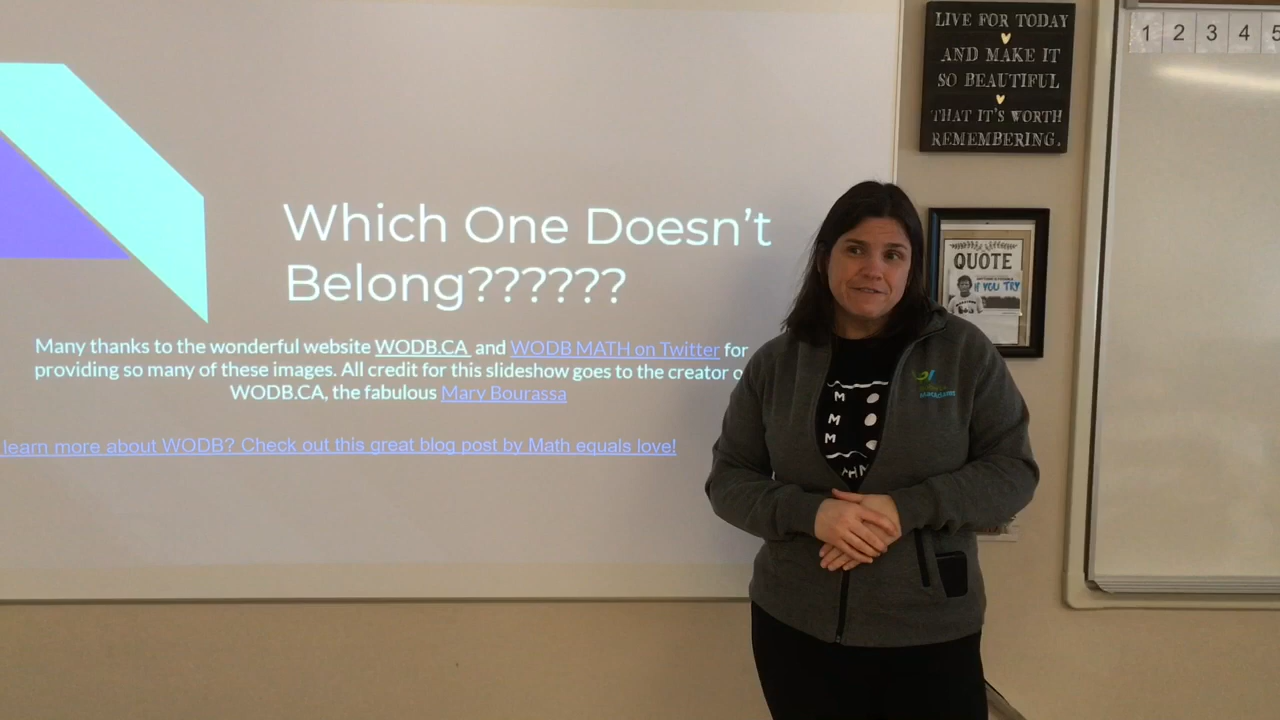 Which One Doesn't
Belong??????
Many thanks to the wonderful website WODB.CA and WODB MATH on Twitter for
providing so many of these images. All credit for this slideshow goes to the creator
WODB.CA, the fabulous Mary Bourassa
learn more about WODB? Check out this great blog post by Math equals love!
LIVE FOR TODAY
AND MAKE IT
SO BEAUTIFUL
THAT IT'S WORTH
REMEMBERING.
QUOTE
IF YOU TRY
1 2 3 4 5
M
M
M